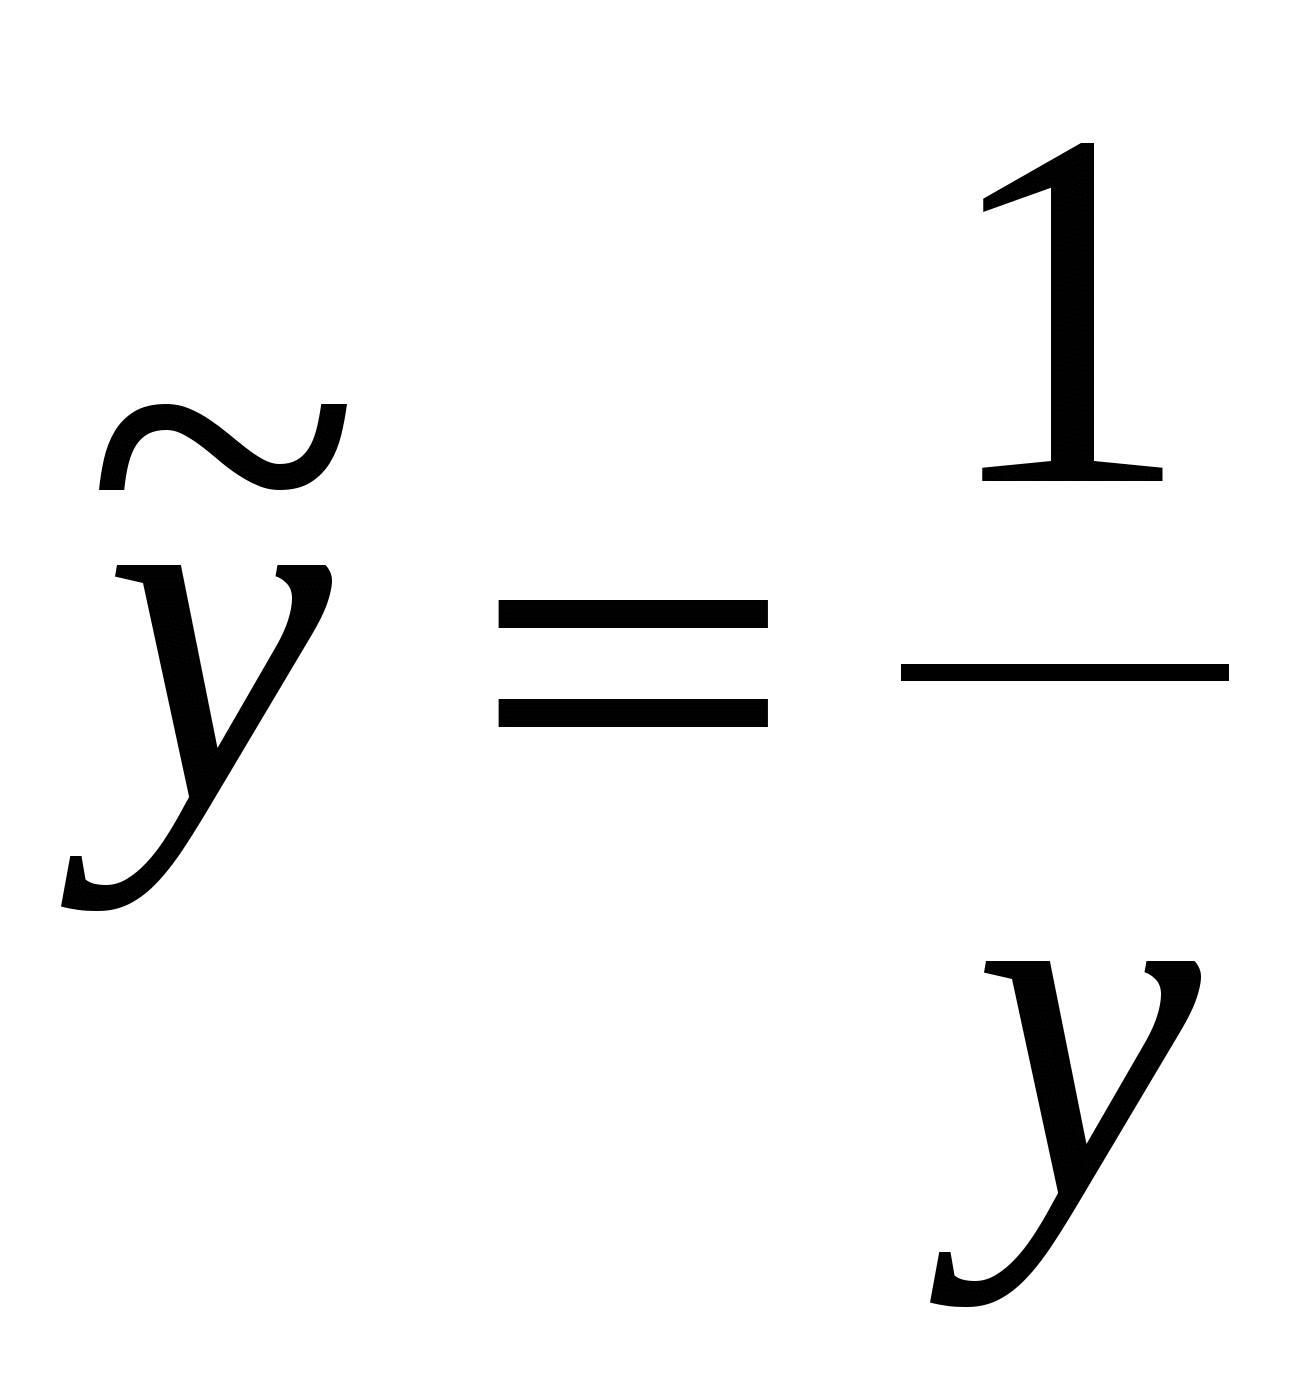 ỹ = 1/y